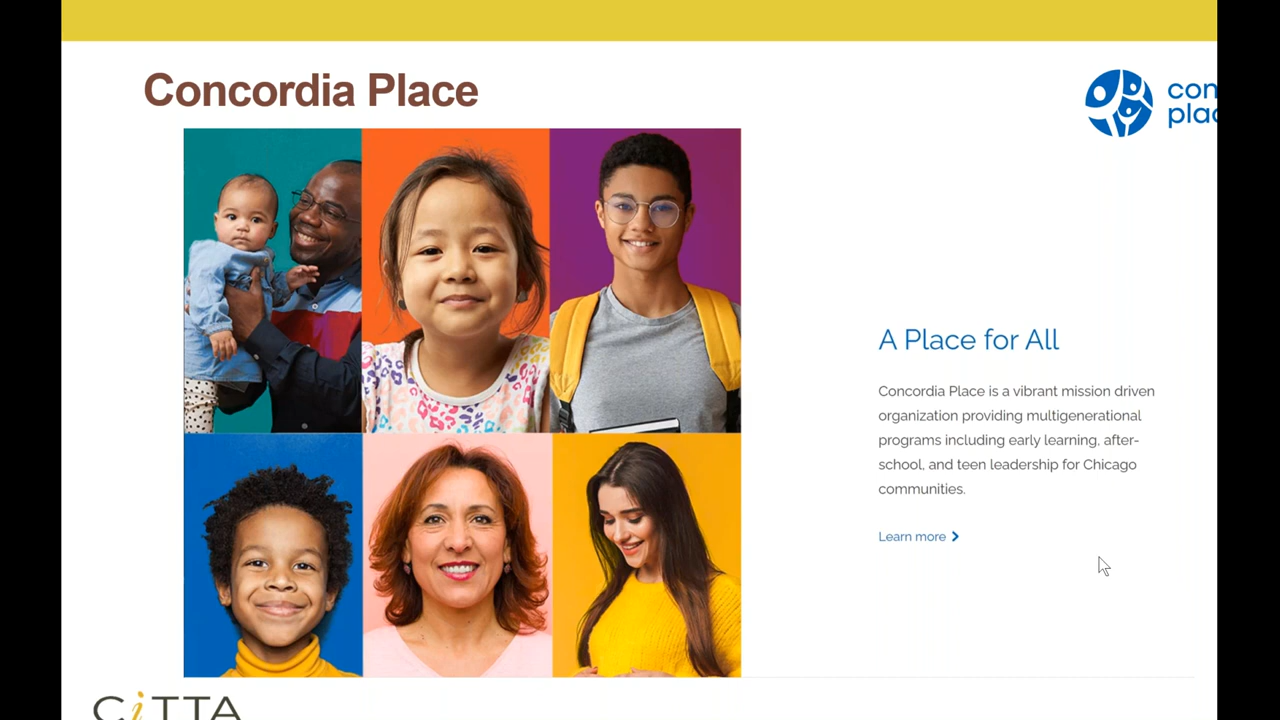 Concordia Place
con
plac
A Place for All
Concordia Place is a vibrant mission driven
organization providing multigenerational
programs including early learning, after-
school, and teen leadership for Chicago
communities.
Learn more
CiTTA